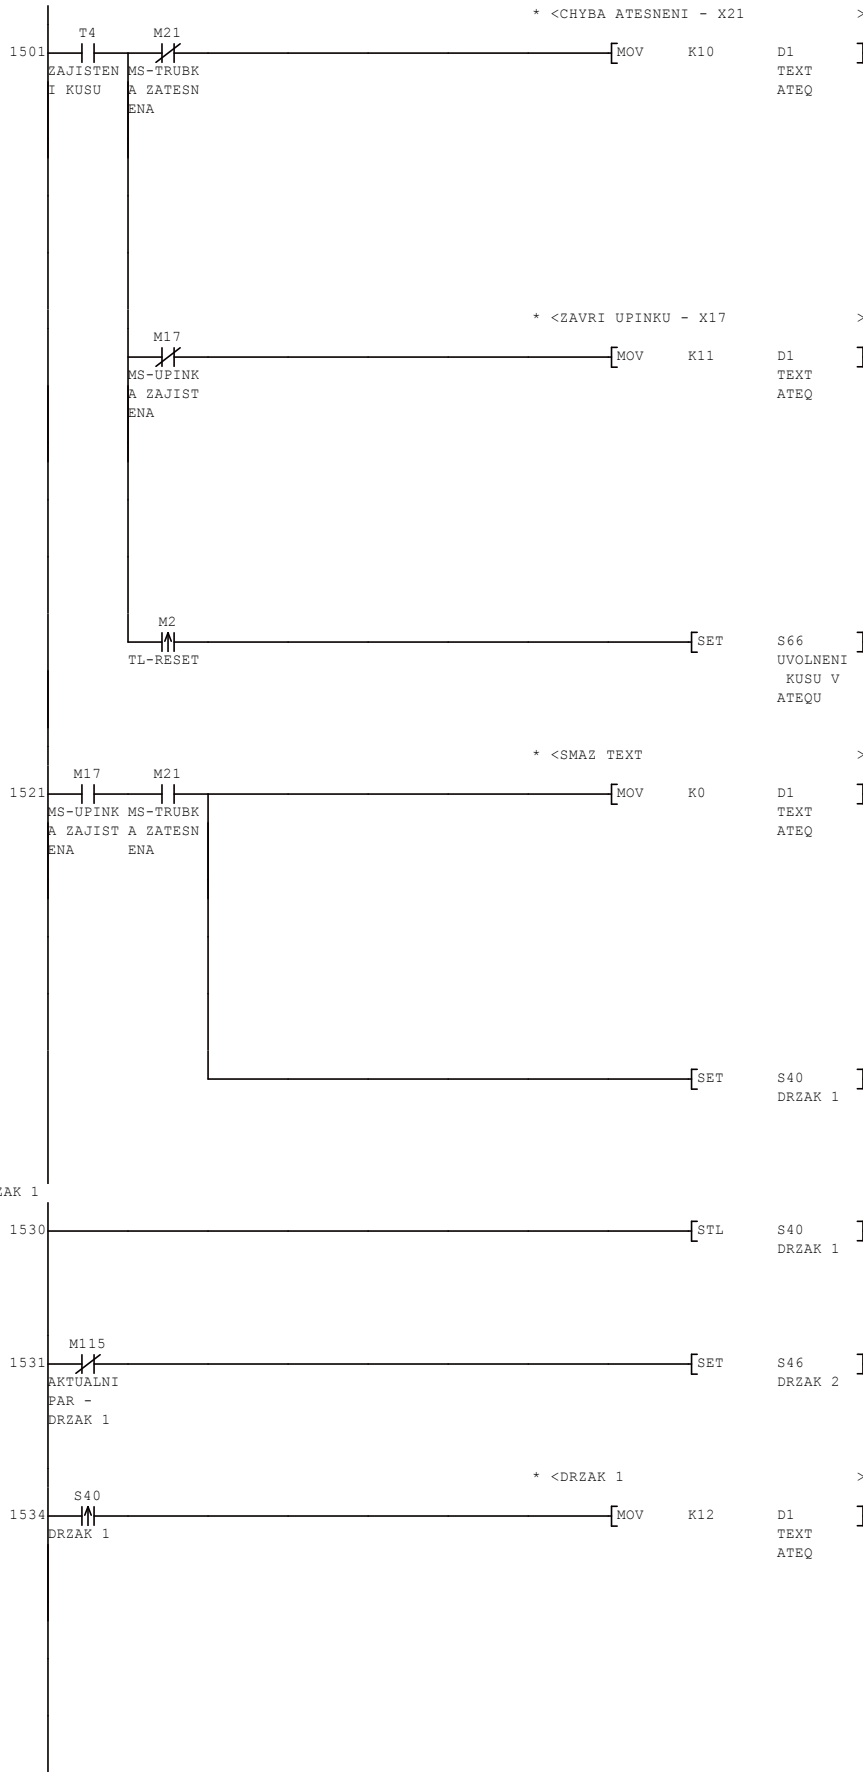 * <CHYBA ATESNENI - X21 >
T4 M21
1501 [MOV K10 D1 ]
ZAJISTEN MS-TRUBK TEXT
I KUSU A ZATESN ATEQ
ENA
* <ZAVRI UPINKU - X17 >
M17
[MOV K11 D1 ]
MS-UPINK TEXT
A ZAJIST ATEQ
ENA
M2
[SET S66 ]
TL-RESET UVOLNENI
KUSU V
ATEQU
* <SMAZ TEXT >
M17 M21
1521 [MOV K0 D1 ]
MS-UPINK MS-TRUBK TEXT
A ZAJIST A ZATESN ATEQ
ENA ENA
[SET S40 ]
DRZAK 1
ZAK 1
1530 [STL S40 ]
DRZAK 1
M115
1531 [SET S46 ]
AKTUALNI DRZAK 2
PAR -
DRZAK 1
* <DRZAK 1 >
S40
1534 [MOV K12 D1 ]
DRZAK 1 TEXT
ATEQ